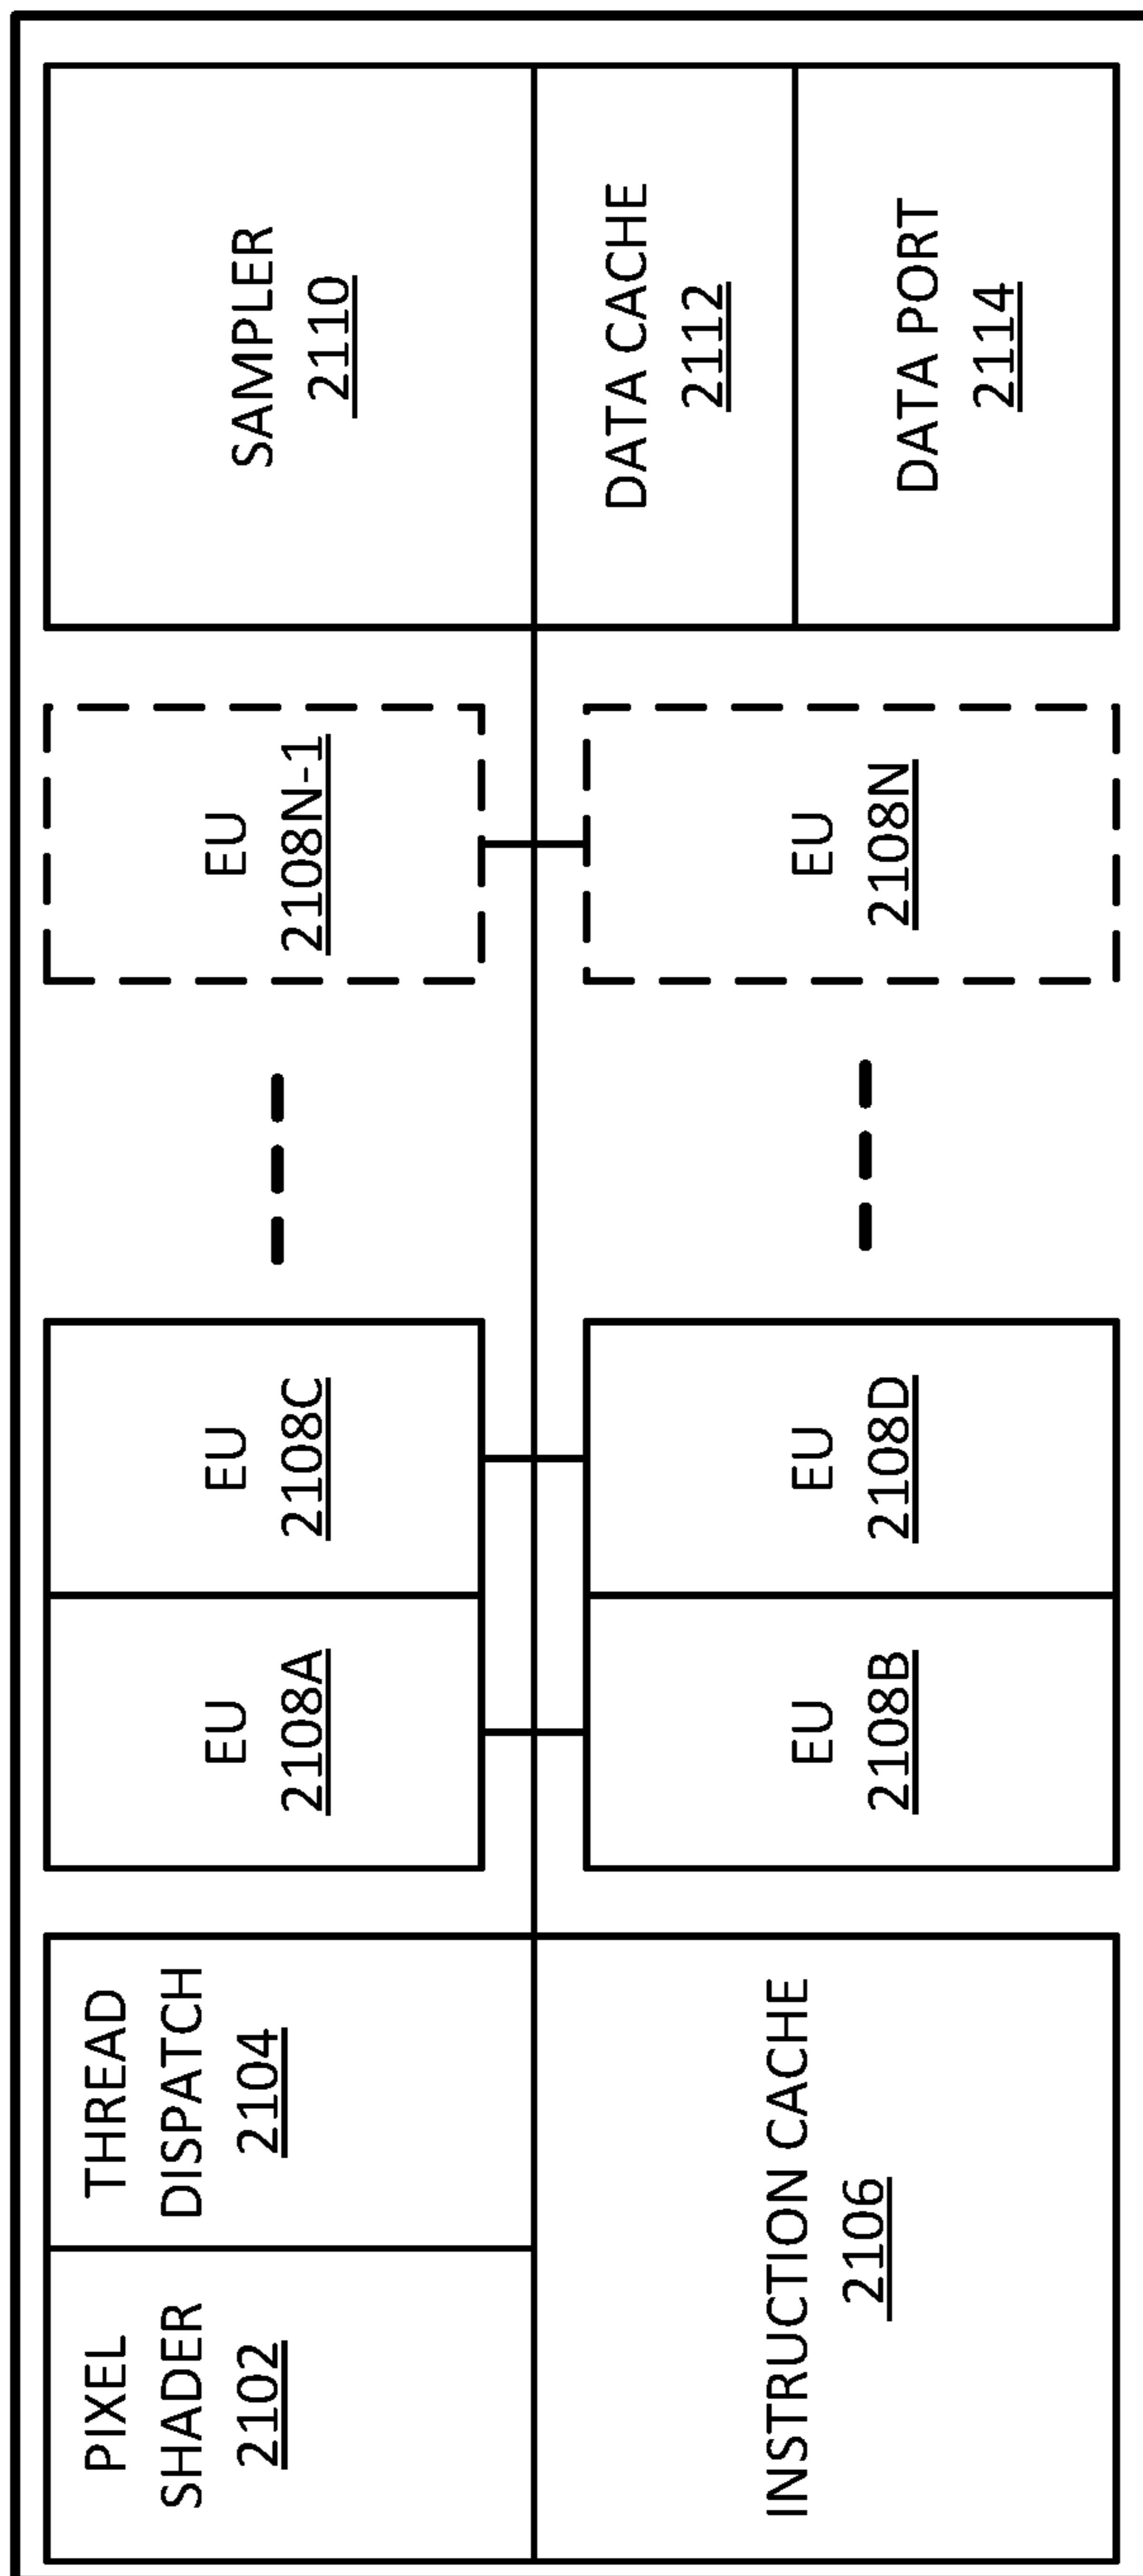 PIXEL
SHADER
2102
THREAD
DISPATCH
2104
INSTRUCTION CACHE
2106
EU
2108A
EU
2108C
EU
2108B
EU
2108D
EU
2108N-1
EU
2108N
SAMPLER
2110
DATA CACHE
2112
DATA PORT
2114